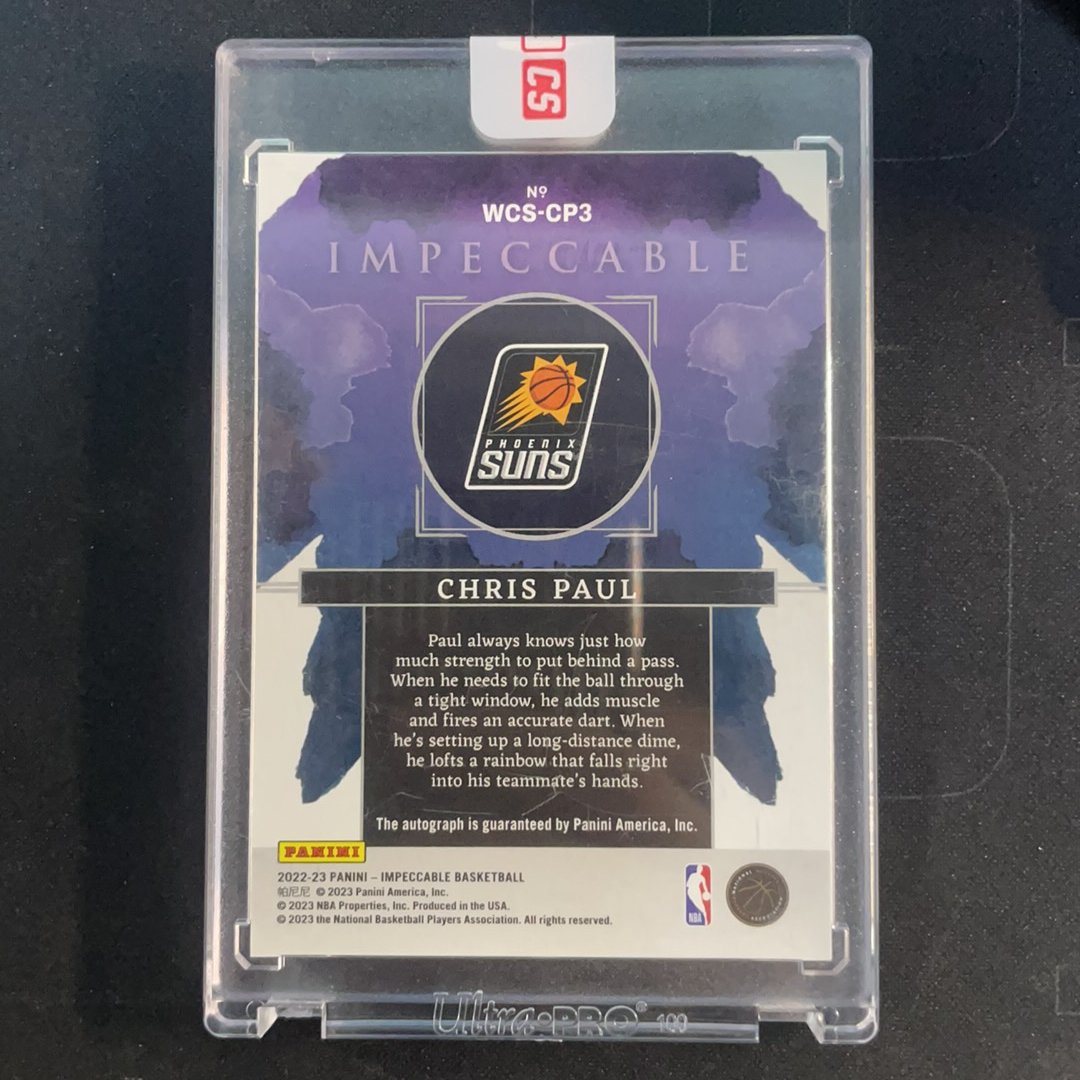 CS
Nº
WCS-CP3
IMPECCABLE
PHOENIX
SUNS
CHRIS PAUL
Paul always knows just how
much strength to put behind a pass.
When he needs to fit the ball through
a tight window, he adds muscle
and fires an accurate dart. When
he's setting up a long-distance dime,
he lofts a rainbow that falls right
into his teammate's hands.
The autograph is guaranteed by Panini America, Inc.
PANINI
2022-23 PANINI – IMPECCABLE BASKETBALL
帕尼尼 © 2023 Panini America, Inc.
© 2023 NBA Properties, Inc. Produced in the USA.
© 2023 the National Basketball Players Association. All rights reserved.
NBA
NATIONAL
ASSOCIATION
Ultra·PRO®